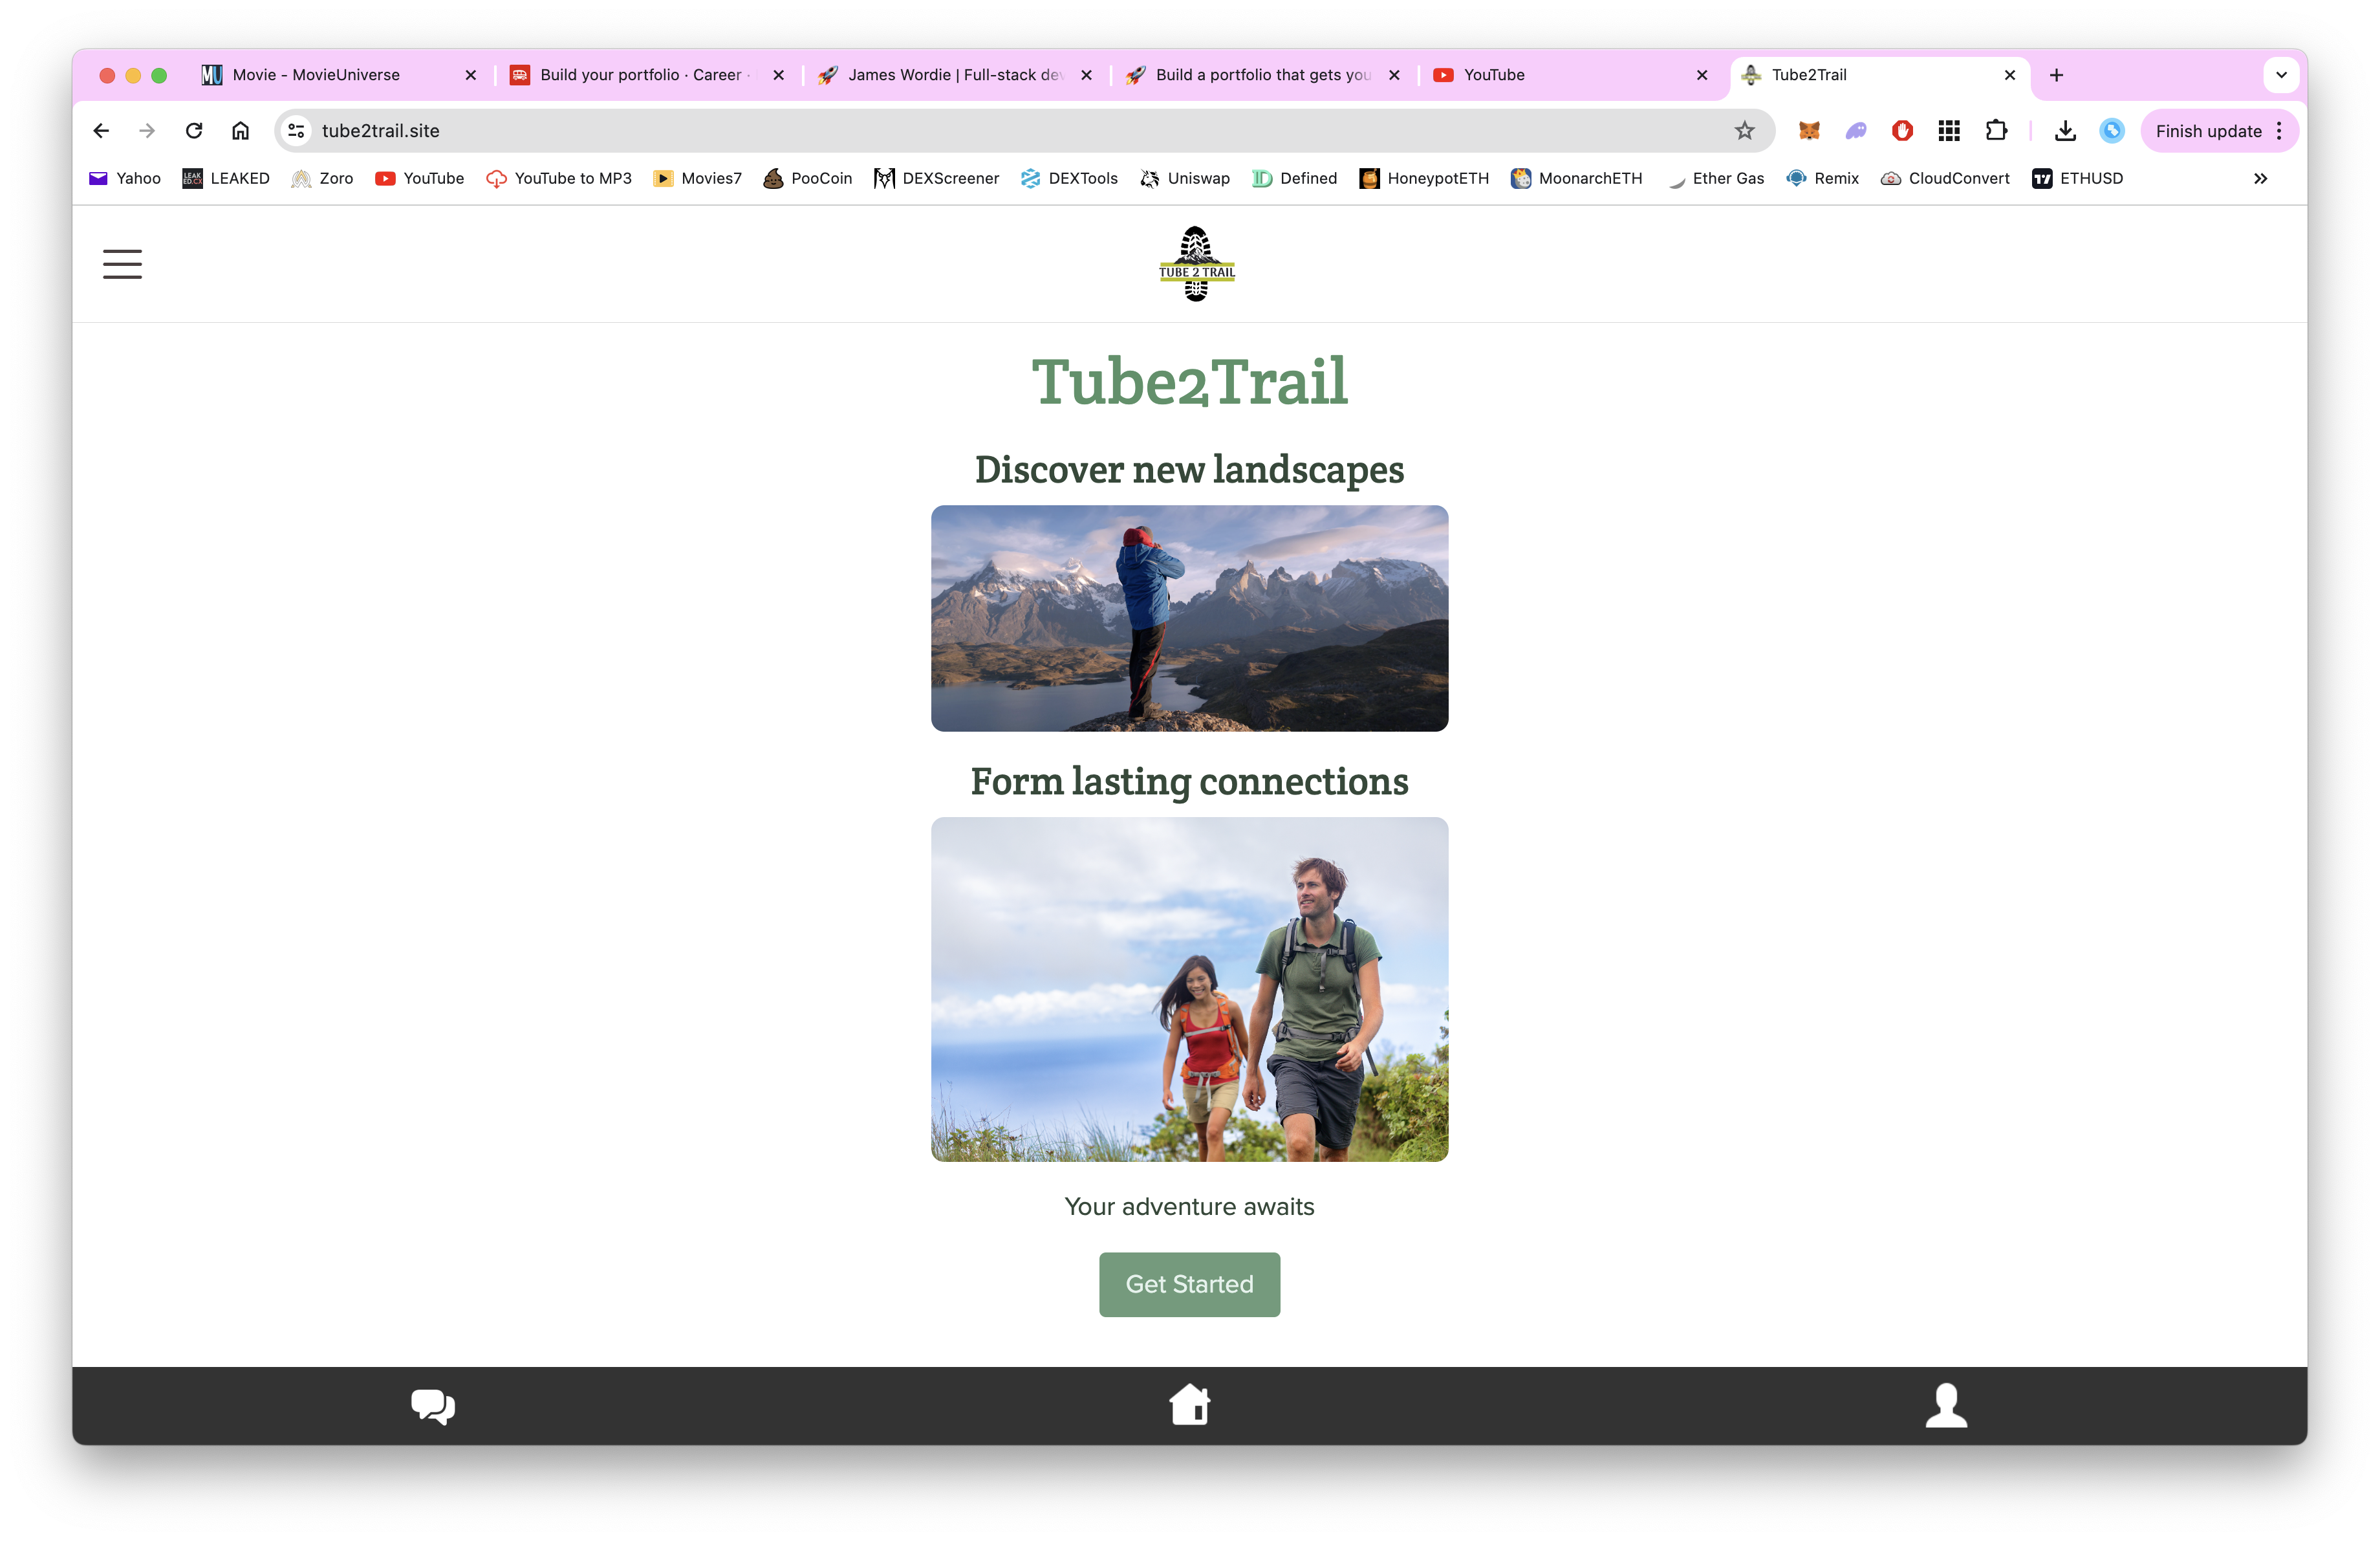 Movie - MovieUniverse
Build your portfolio · Career ·
James Wordie | Full-stack dev
Build a portfolio that gets you
YouTube
Tube2Trail
tube2trail.site
Finish update
Yahoo
LEAKED
Zoro
YouTube
YouTube to MP3
Movies7
PooCoin
DEXScreener
DEXTools
Uniswap
Defined
HoneypotETH
MoonarchETH
Ether Gas
Remix
CloudConvert
ETHUSD
TUBE 2 TRAIL
Tube2Trail
Discover new landscapes
Form lasting connections
Your adventure awaits
Get Started